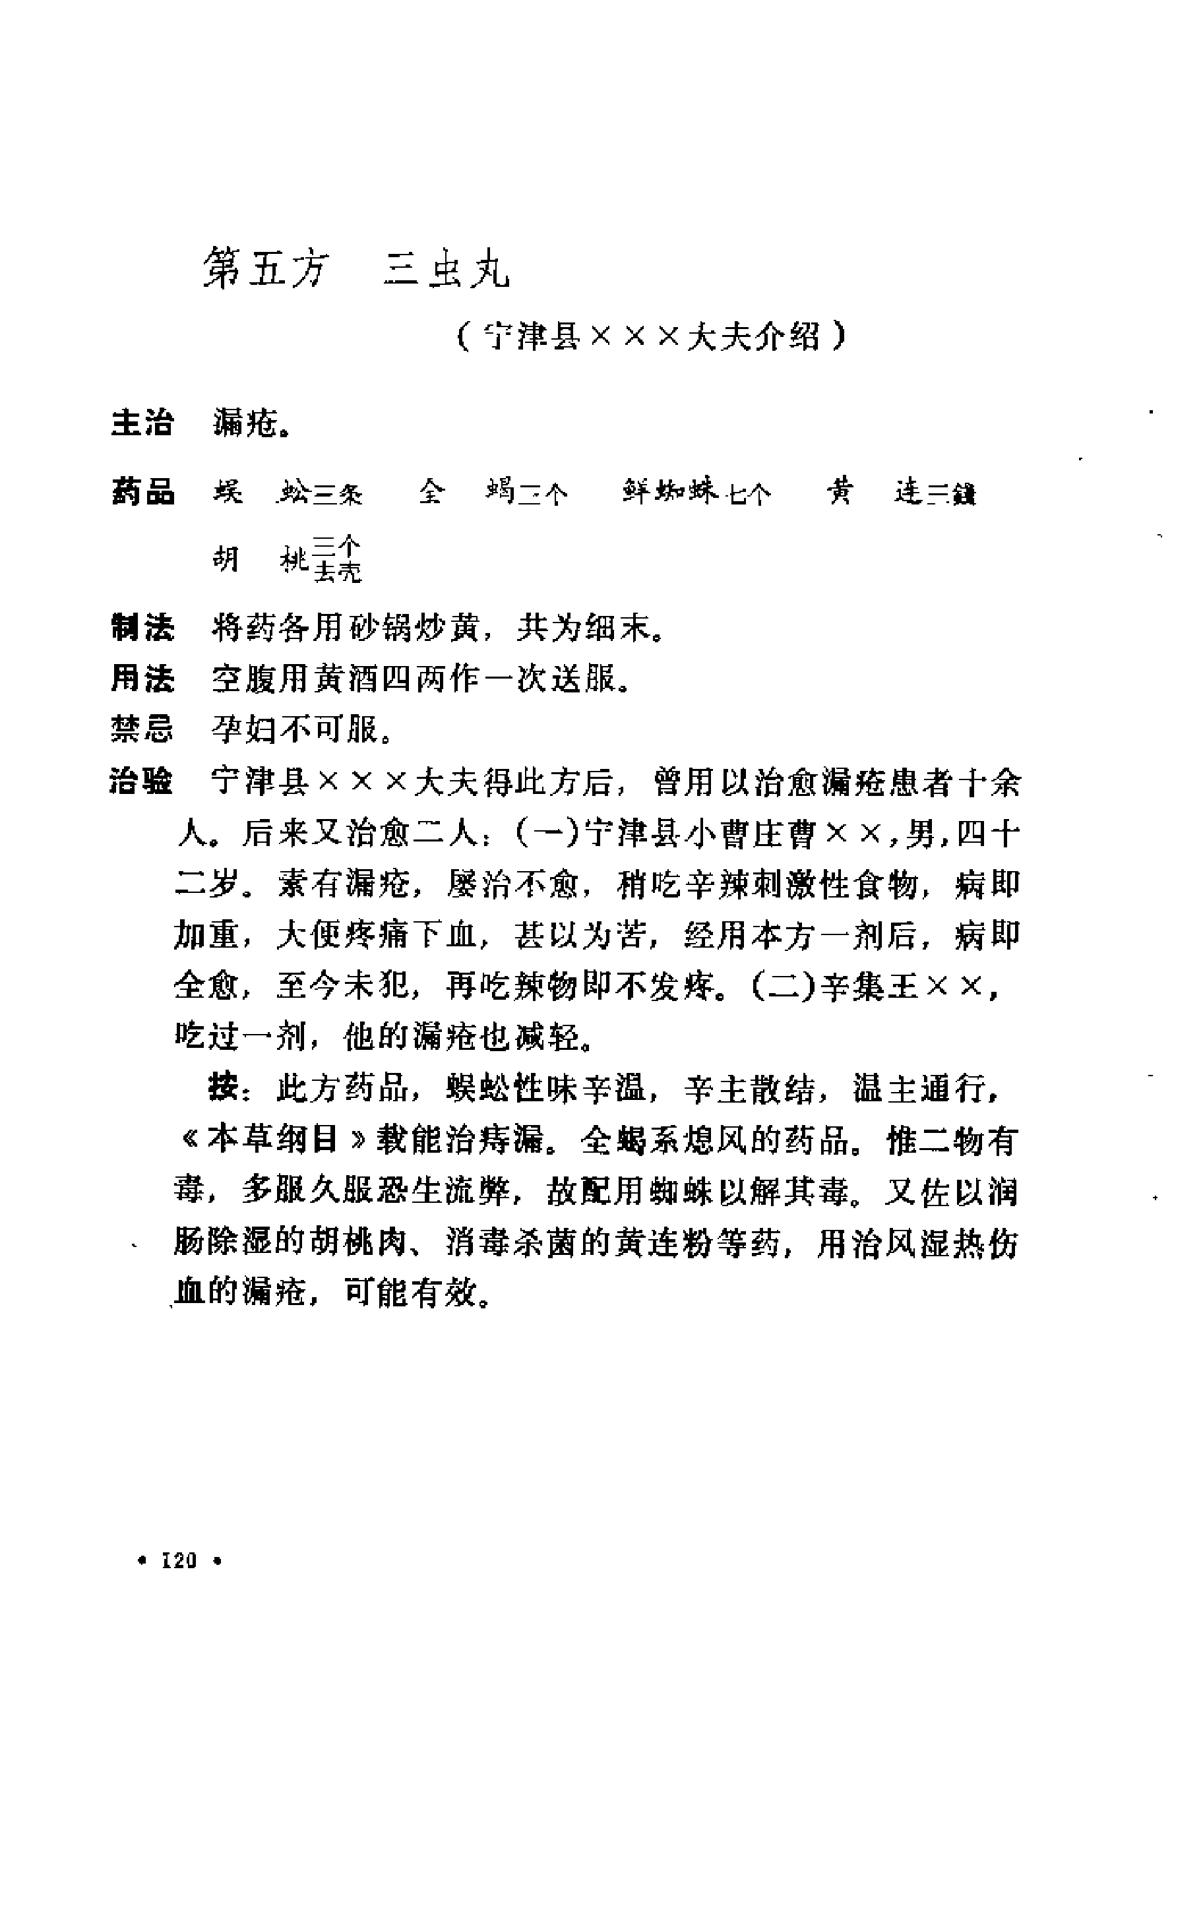 第五方　三虫丸
（宁津县×××大夫介绍）
主治　漏疮。
药品　蜈　蚣三条　全　蝎三个　鲜蜘蛛七个　黄　连三錢
胡　桃三个去壳
制法　将药各用砂锅炒黄，共为细末。
用法　空腹用黄酒四两作一次送服。
禁忌　孕妇不可服。
治验　宁津县×××大夫得此方后，曾用以治愈漏疮患者十余
人。后来又治愈二人：(一)宁津县小曹庄曹××，男，四十
二岁。素有漏疮，屡治不愈，稍吃辛辣刺激性食物，病即
加重，大便疼痛下血，甚以为苦，经用本方一剂后，病即
全愈，至今未犯，再吃辣物即不发疼。(二)辛集王××，
吃过一剂，他的漏疮也减轻。
按：此方药品，蜈蚣性味辛温，辛主散结，温主通行，
《本草纲目》载能治痔漏。全蝎系熄风的药品。惟二物有
毒，多服久服恐生流弊，故配用蜘蛛以解其毒。又佐以润
肠除湿的胡桃肉、消毒杀菌的黄连粉等药，用治风湿热伤
血的漏疮，可能有效。
• 120 •